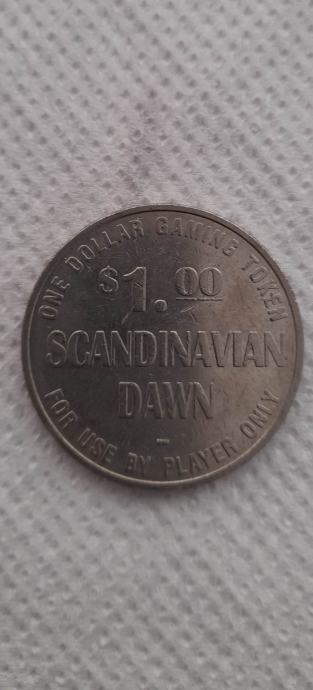 ONE DOLLAR GAMING TOKEN
$1.00
SCANDINAVIAN
DAWN
FOR USE BY PLAYER ONLY